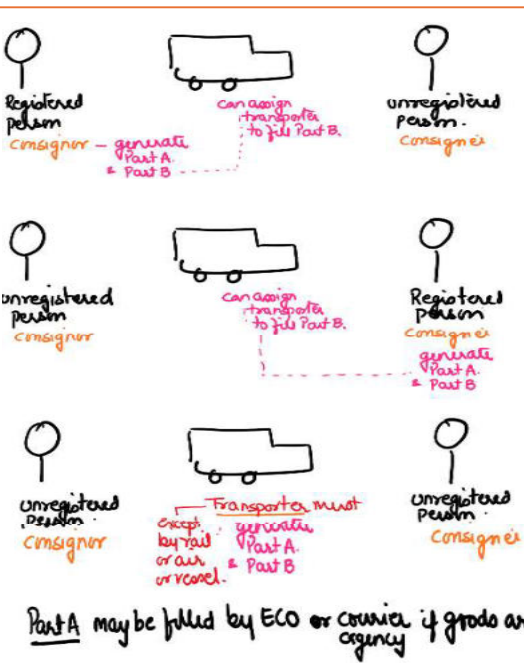 Registered
person
consignor – generate
Part A
& Part B
can assign
transporter
to fill Part B.
unregistered
person.
Consignee
unregistered
person
consignor
can assign
transporter
to fill Part B.
Registered
person
Consignee
generate
Part A
& Part B
unregistered
person
Consignor
Transporter must
generate
Part A.
& Part B
except
by rail
or air
or vessel.
unregistered
person.
Consignee
Part A may be filled by ECO or courier if goods are
agency